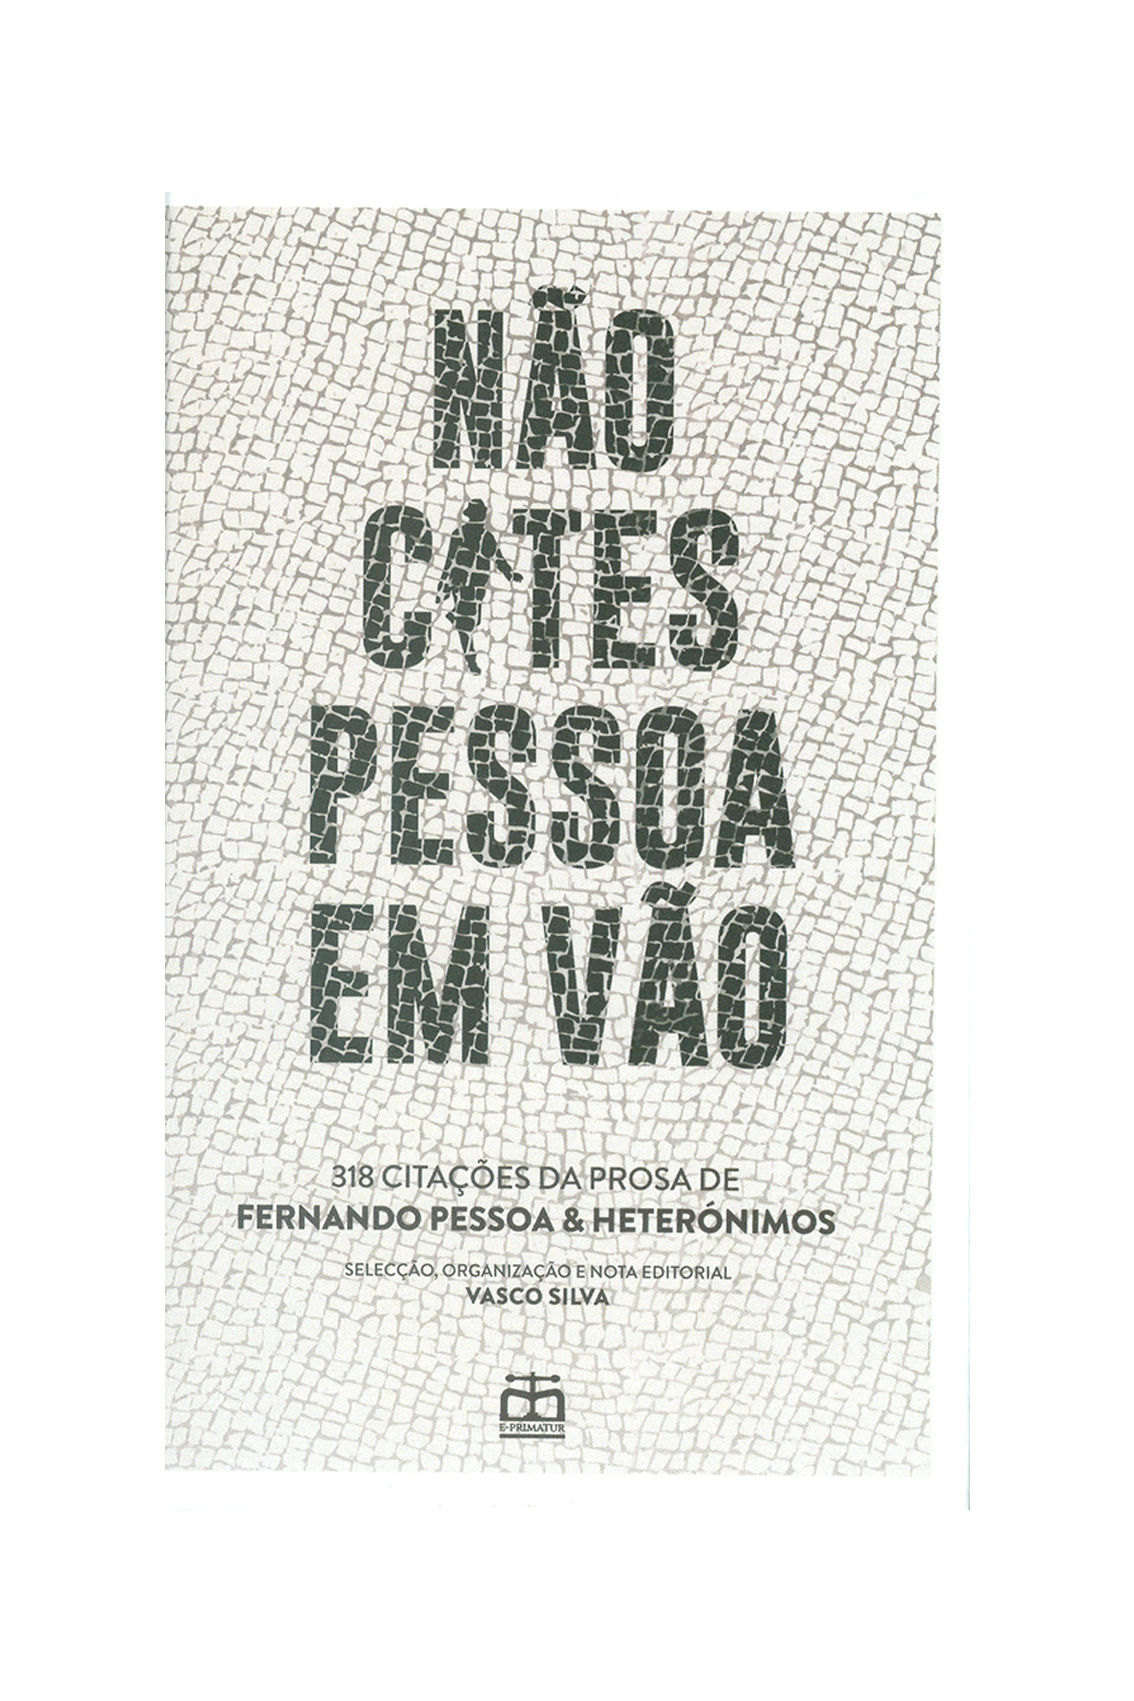 NÃO
CITES
PESSOA
EM VÃO
318 CITAÇÕES DA PROSA DE
FERNANDO PESSOA & HETERÓNIMOS
SELECÇÃO, ORGANIZAÇÃO E NOTA EDITORIAL
VASCO SILVA
E-PRIMATUR